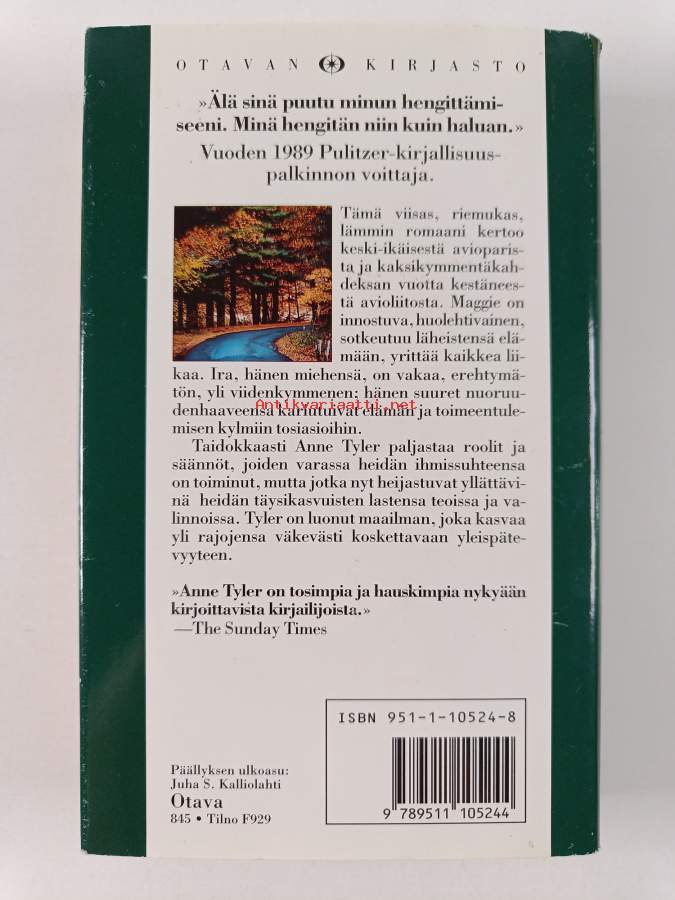 OTAVAN KIRJASTO
»Älä sinä puutu minun hengittämi-
seeni. Minä hengitän niin kuin haluan.»
Vuoden 1989 Pulitzer-kirjallisuus-
palkinnon voittaja.
Tämä viisas, riemukas,
lämmin romaani kertoo
keski-ikäisestä avioparis-
ta ja kaksikymmentäkah-
deksan vuotta kestänees-
tä avioliitosta. Maggie on
innostuva, huolehtivainen,
sotkeutuu läheistensä elä-
mään, yrittää kaikkea lii-
kaa. Ira, hänen miehensä, on vakaa, erehtymä-
tön, yli viidenkymmenen; hänen suuret nuoruu-
denhaaveensa kariutuivat elämän ja toimeentule-
misen kylmiin tosiasioihin.
Antikvariaatti.net
Taidokkaasti Anne Tyler paljastaa roolit ja
säännöt, joiden varassa heidän ihmissuhteensa
on toiminut, mutta jotka nyt heijastuvat yllättävi-
nä heidän täysikasvuisten lastensa teoissa ja va-
linnoissa. Tyler on luonut maailman, joka kasvaa
yli rajojensa väkevästi koskettavaan yleispäte-
vyyteen.
»Anne Tyler on tosimpia ja hauskimpia nykyään
kirjoittavista kirjailijoista.»
—The Sunday Times
ISBN 951-1-10524-8
9 789511 105244
Päällyksen ulkoasu:
Juha S. Kalliolahti
Otava
845 • Tilno F929